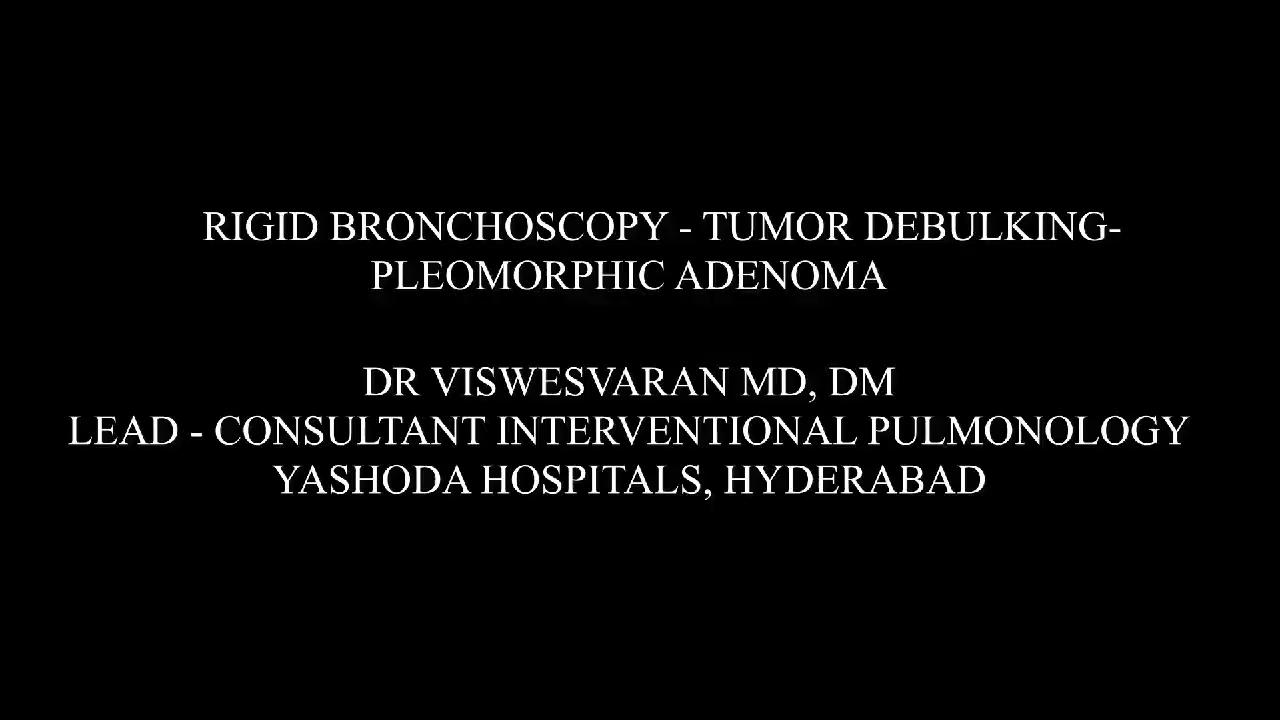 RIGID BRONCHOSCOPY - TUMOR DEBULKING-
PLEOMORPHIC ADENOMA
DR VISWESVARAN MD, DM
LEAD - CONSULTANT INTERVENTIONAL PULMONOLOGY
YASHODA HOSPITALS, HYDERABAD